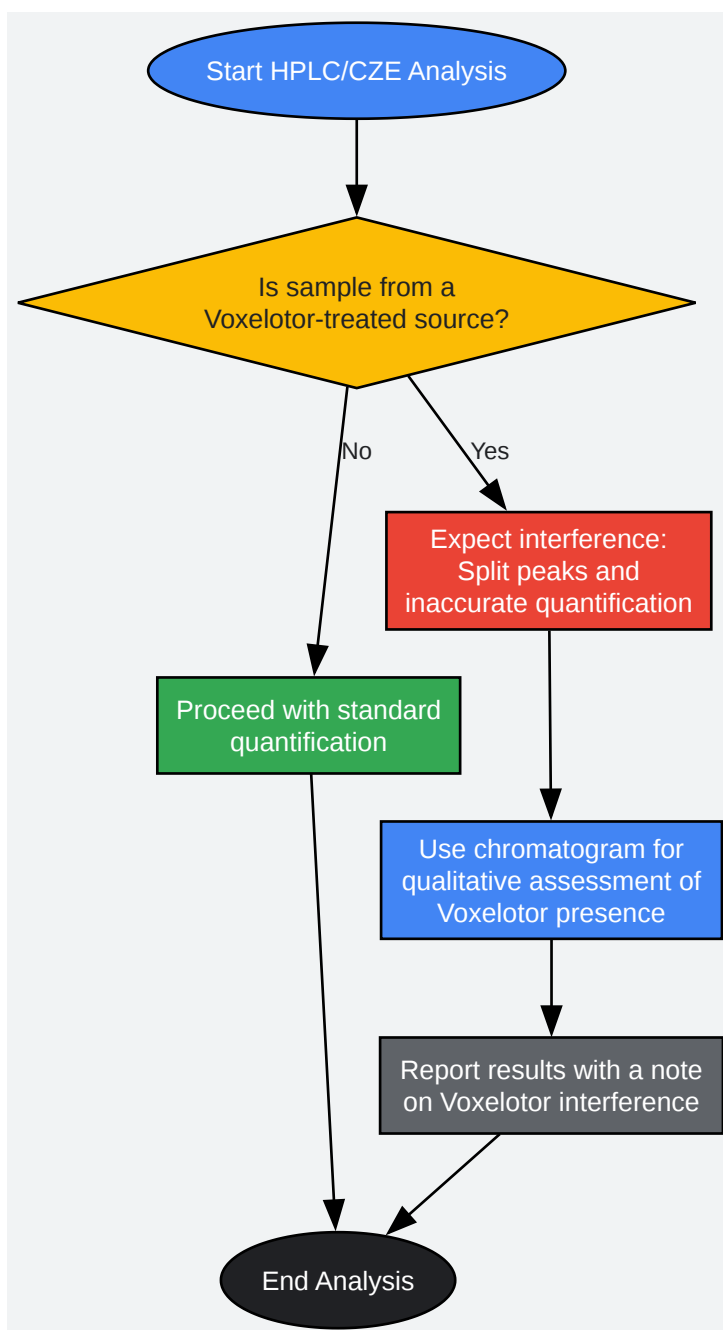 Start HPLC/CZE Analysis
Is sample from a
Voxelotor-treated source?
No
Yes
Expect interference:
Split peaks and
inaccurate quantification
Proceed with standard
quantification
Use chromatogram for
qualitative assessment of
Voxelotor presence
Report results with a note
on Voxelotor interference
End Analysis